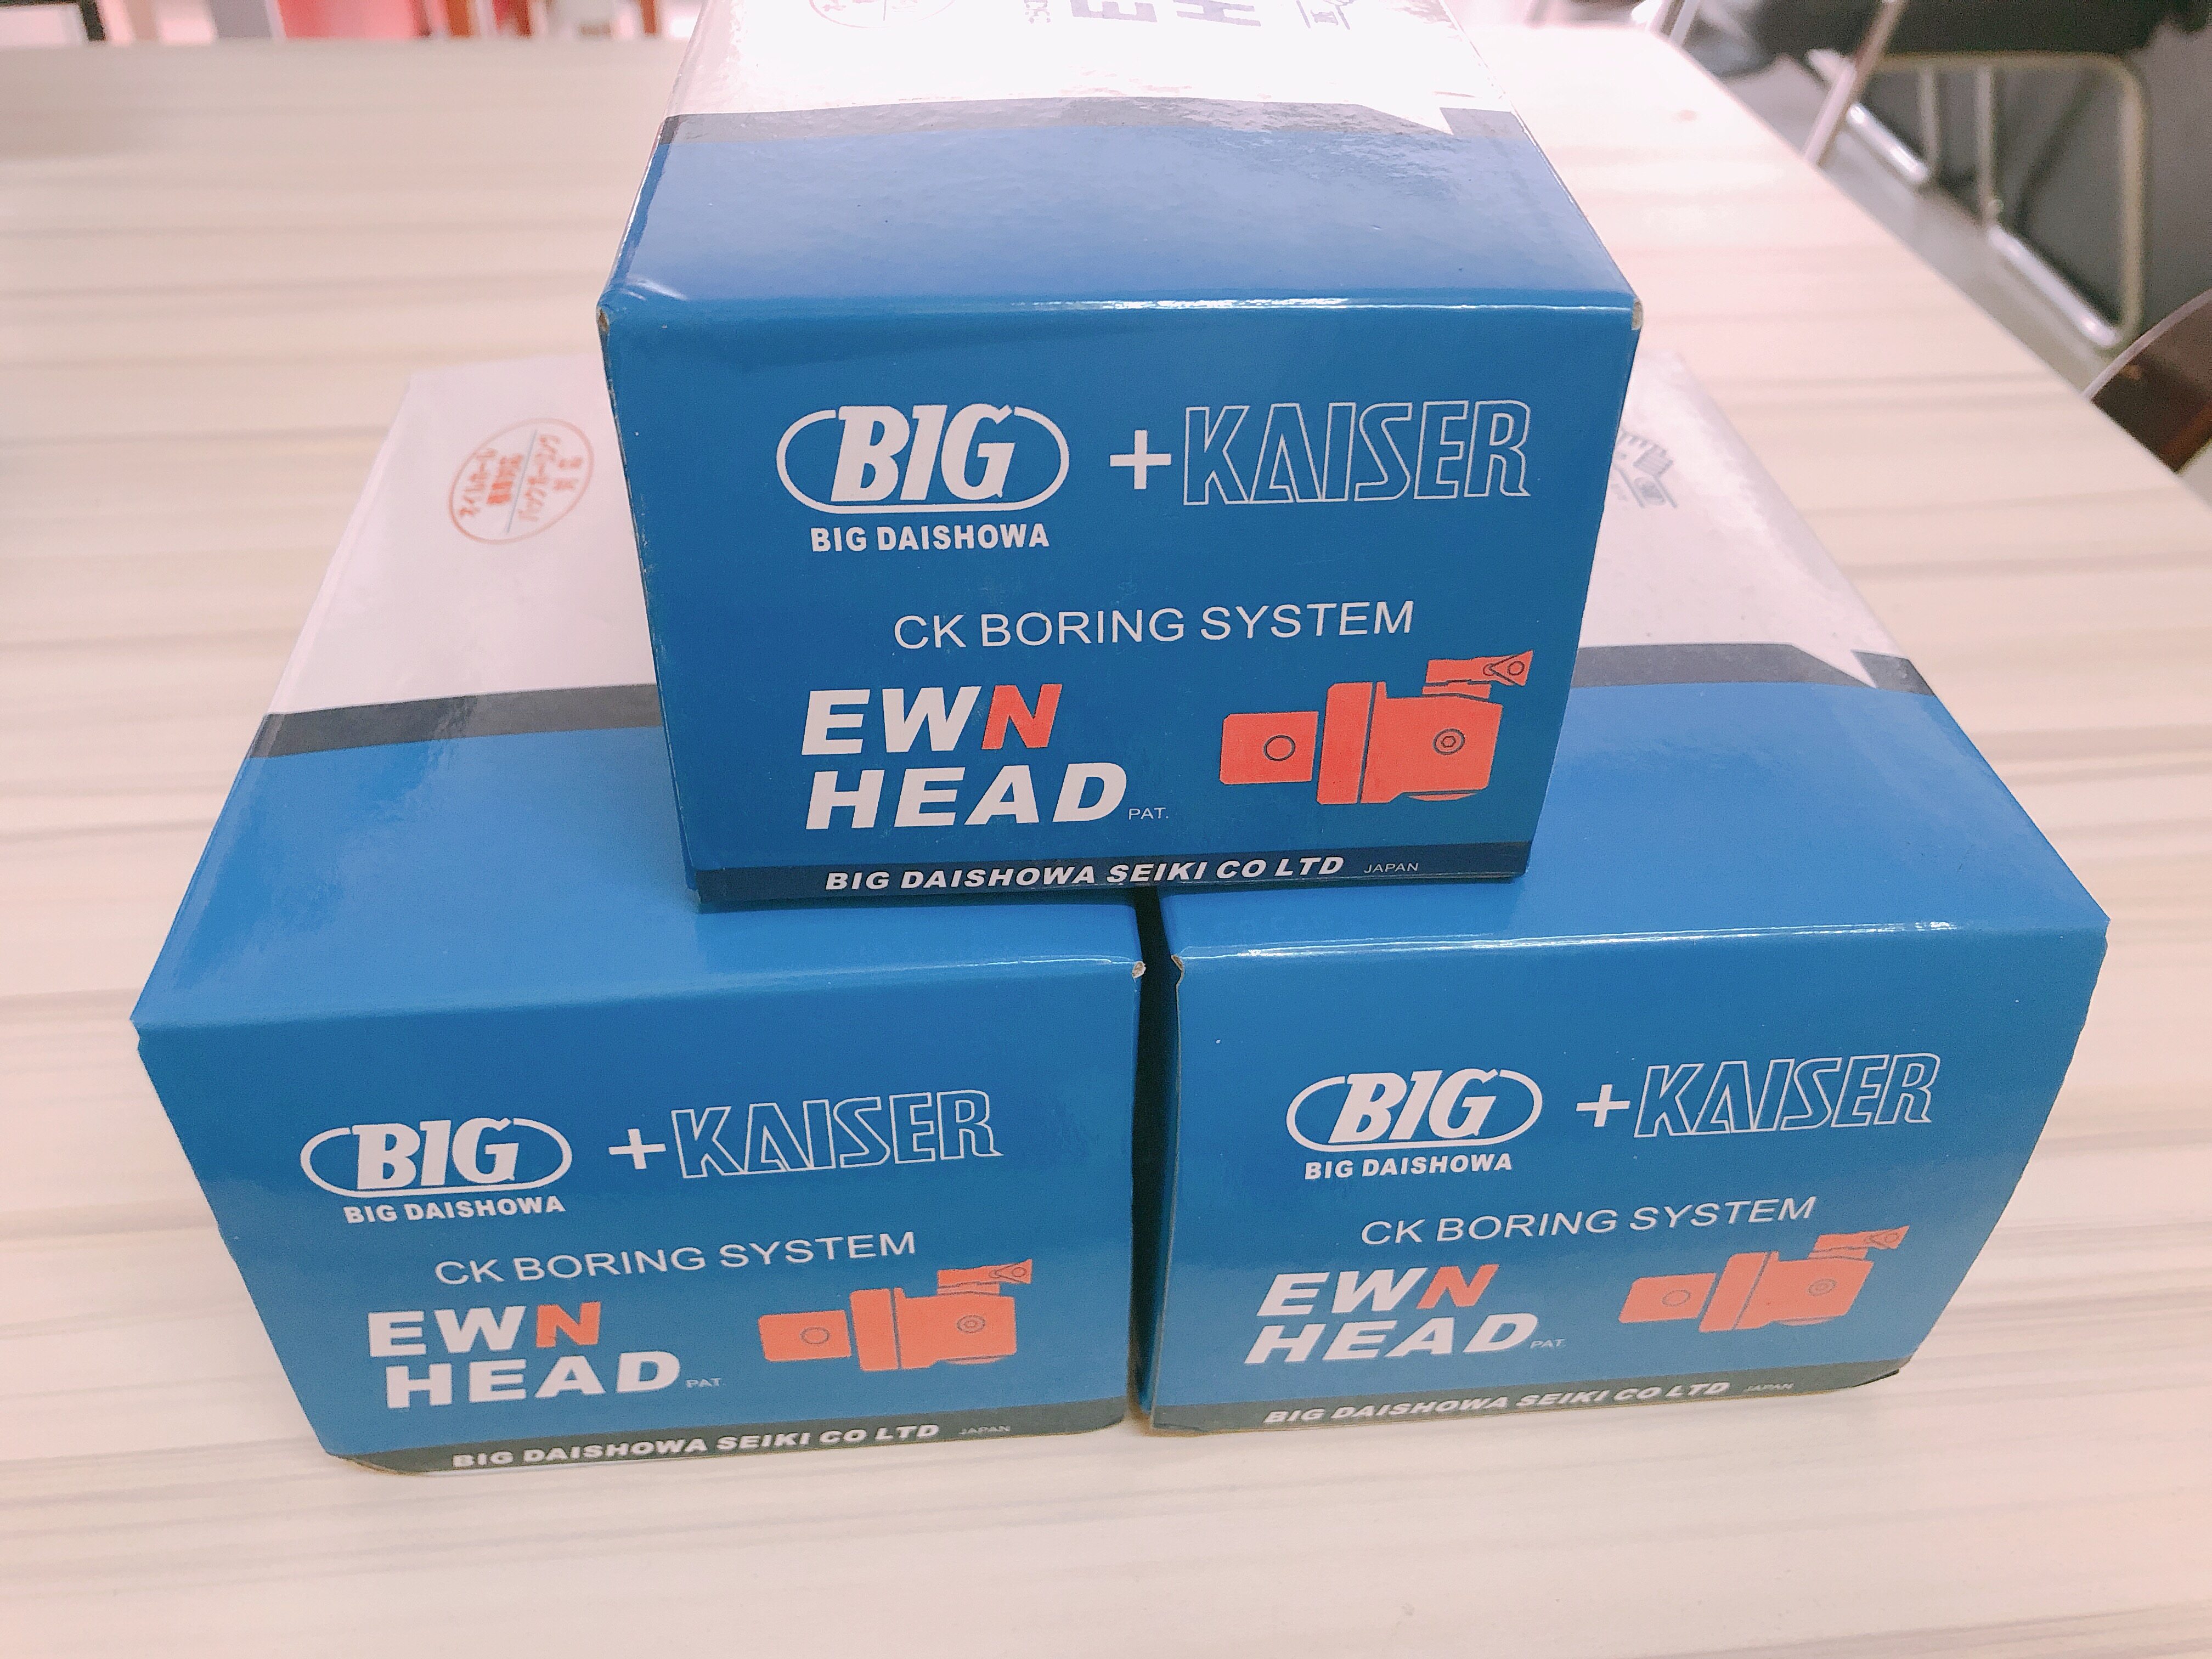 BIG
BIG DAISHOWA
+KAISER
CK BORING SYSTEM
EWN
HEAD PAT.
BIG DAISHOWA SEIKI CO LTD JAPAN
BIG
BIG DAISHOWA
+KAISER
CK BORING SYSTEM
EWN
HEAD PAT.
BIG DAISHOWA SEIKI CO LTD JAPAN
BIG
BIG DAISHOWA
+KAISER
CK BORING SYSTEM
EWN
HEAD PAT.
BIG DAISHOWA SEIKI CO LTD JAPAN